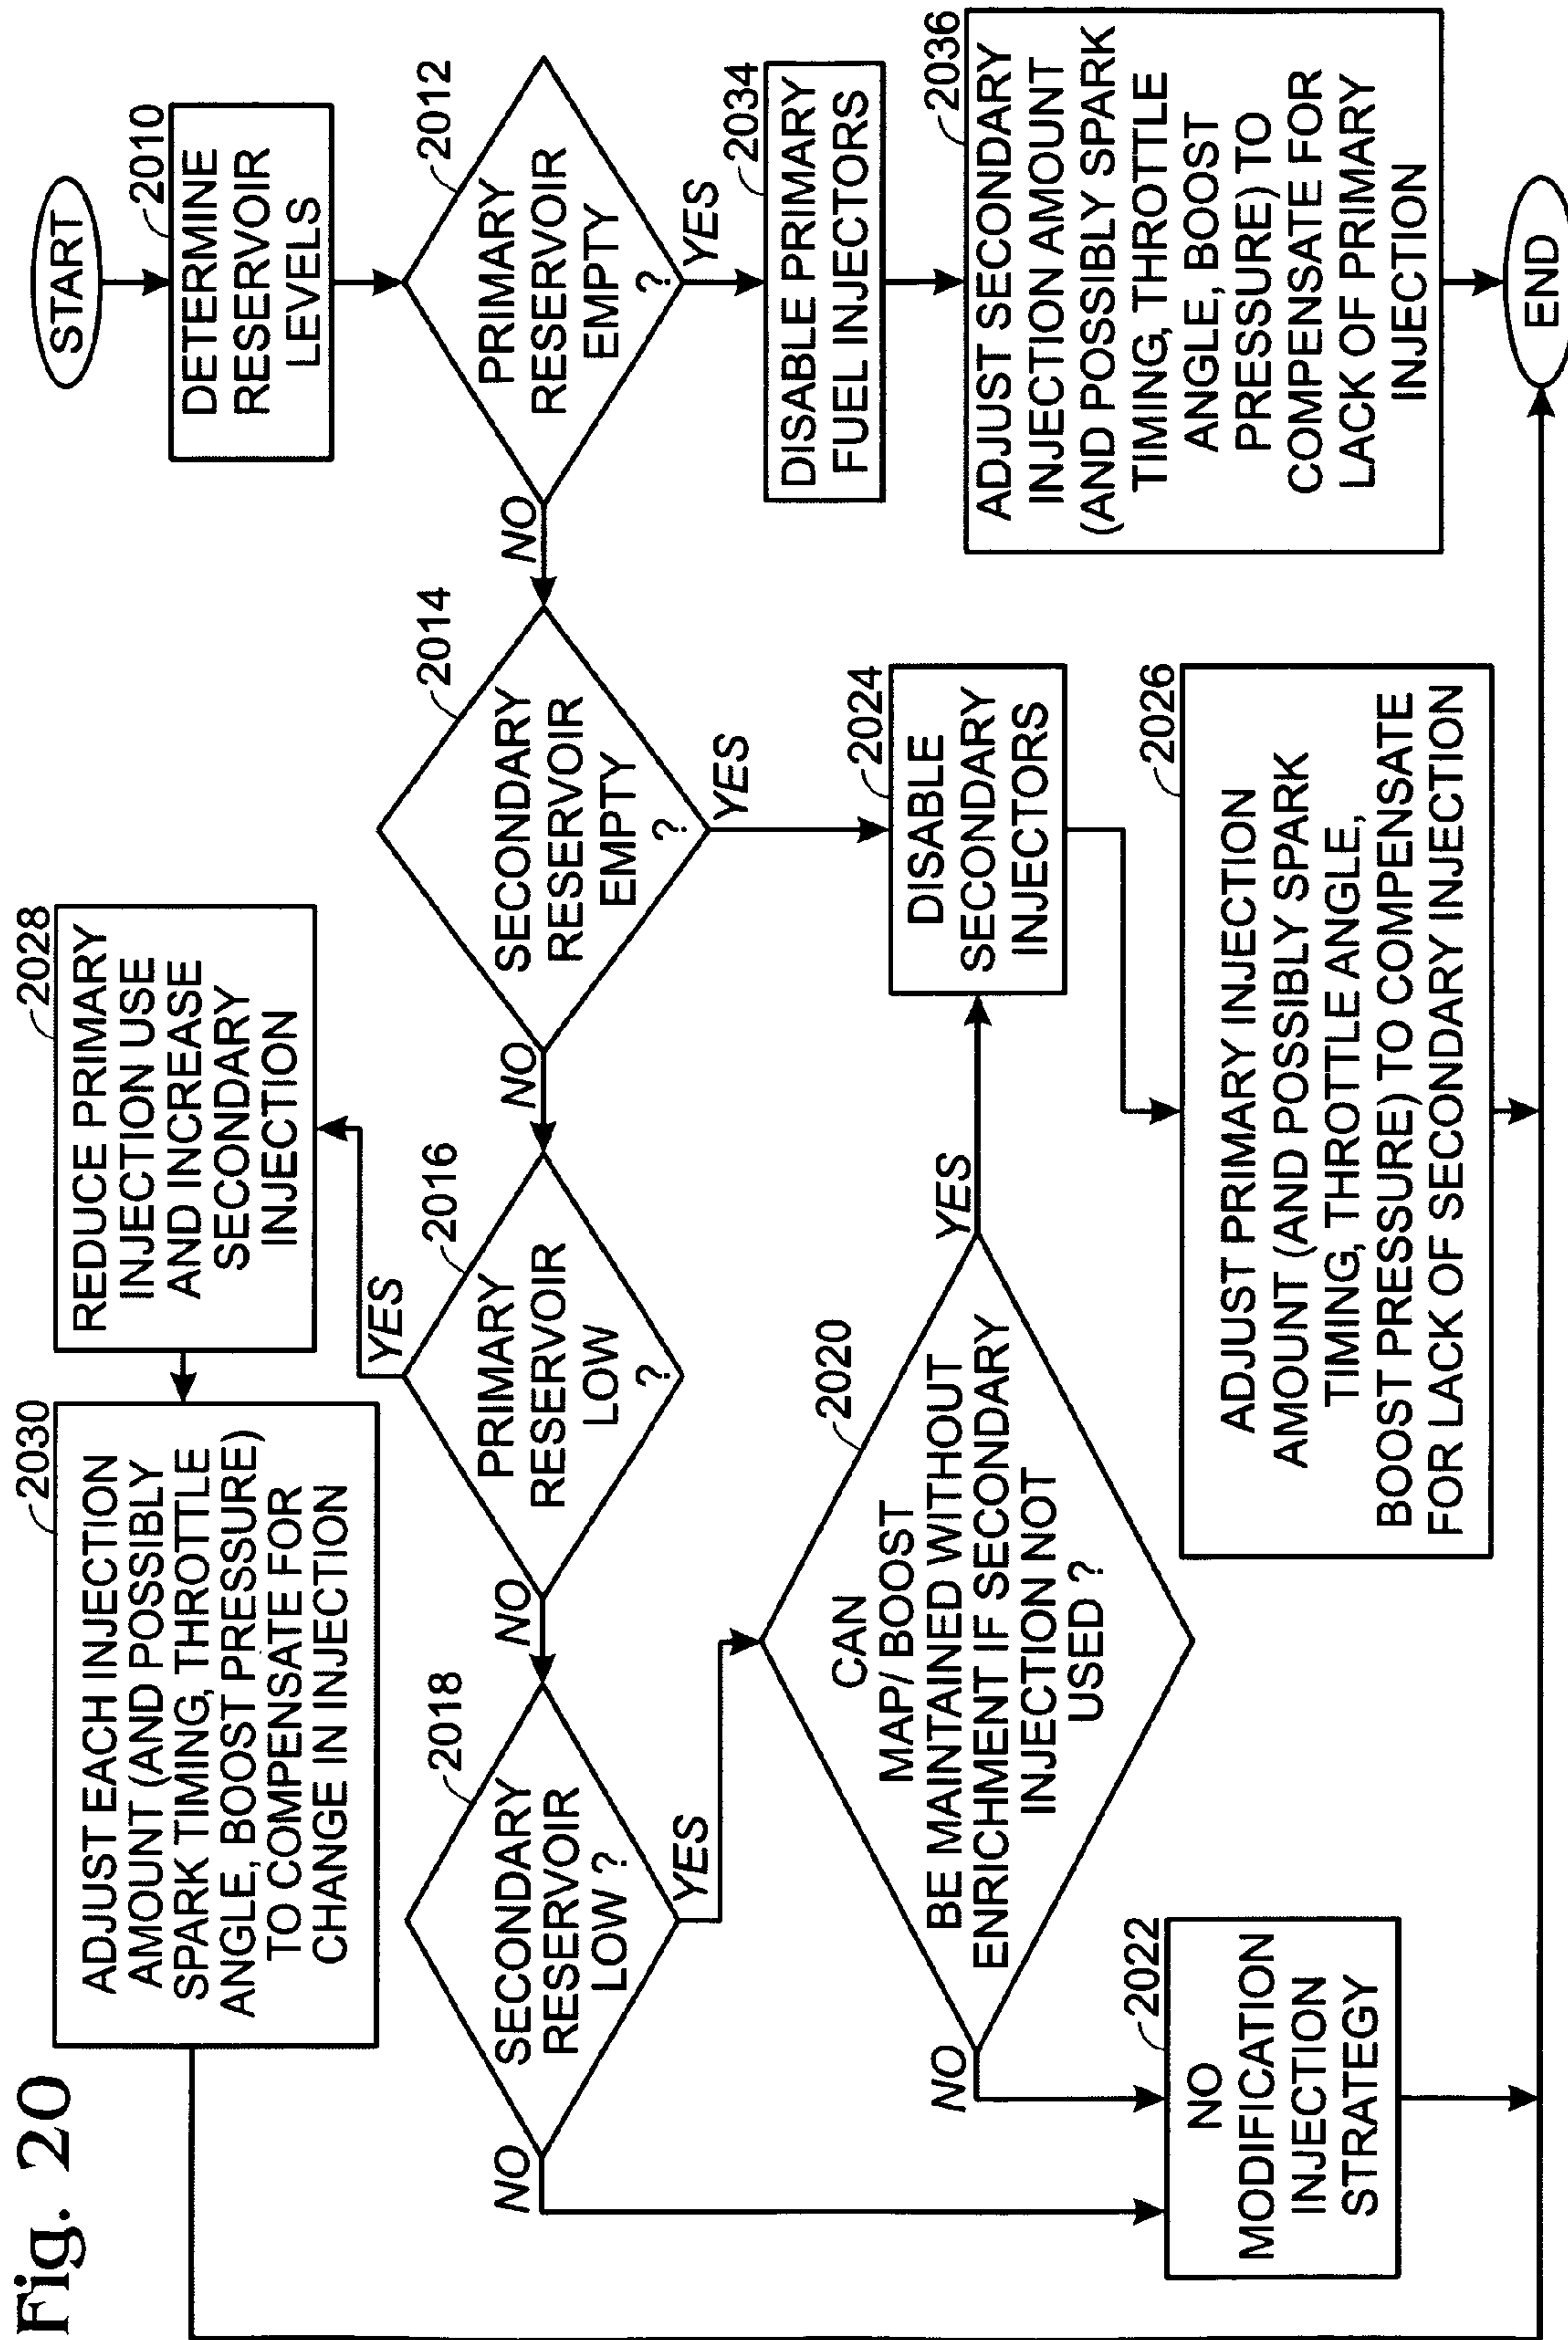 Fig. 20
START
2010
DETERMINE
RESERVOIR
LEVELS
2012
PRIMARY
RESERVOIR
EMPTY
?
NO
YES
2034
DISABLE PRIMARY
FUEL INJECTORS
2036
ADJUST SECONDARY
INJECTION AMOUNT
(AND POSSIBLY SPARK
TIMING, THROTTLE
ANGLE, BOOST
PRESSURE) TO
COMPENSATE FOR
LACK OF PRIMARY
INJECTION
END
2014
SECONDARY
RESERVOIR
EMPTY
?
NO
YES
2024
DISABLE
SECONDARY
INJECTORS
2026
ADJUST PRIMARY INJECTION
AMOUNT (AND POSSIBLY SPARK
TIMING, THROTTLE ANGLE,
BOOST PRESSURE) TO COMPENSATE
FOR LACK OF SECONDARY INJECTION
2016
PRIMARY
RESERVOIR
LOW
?
NO
YES
2028
REDUCE PRIMARY
INJECTION USE
AND INCREASE
SECONDARY
INJECTION
2030
ADJUST EACH INJECTION
AMOUNT (AND POSSIBLY
SPARK TIMING, THROTTLE
ANGLE, BOOST PRESSURE)
TO COMPENSATE FOR
CHANGE IN INJECTION
2018
SECONDARY
RESERVOIR
LOW ?
NO
YES
2020
CAN
MAP/ BOOST
BE MAINTAINED WITHOUT
ENRICHMENT IF SECONDARY
INJECTION NOT
USED ?
YES
NO
2022
NO
MODIFICATION
INJECTION
STRATEGY